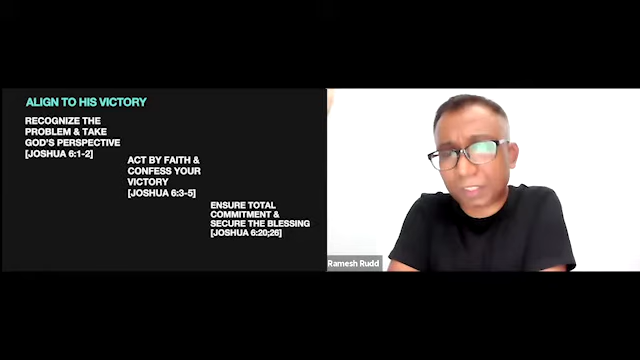 ALIGN TO HIS VICTORY
RECOGNIZE THE
PROBLEM & TAKE
GOD'S PERSPECTIVE
[JOSHUA 6:1-2]
ACT BY FAITH &
CONFESS YOUR
VICTORY
[JOSHUA 6:3-5]
ENSURE TOTAL
COMMITMENT &
SECURE THE BLESSING
[JOSHUA 6:20;26]
Ramesh Rudd